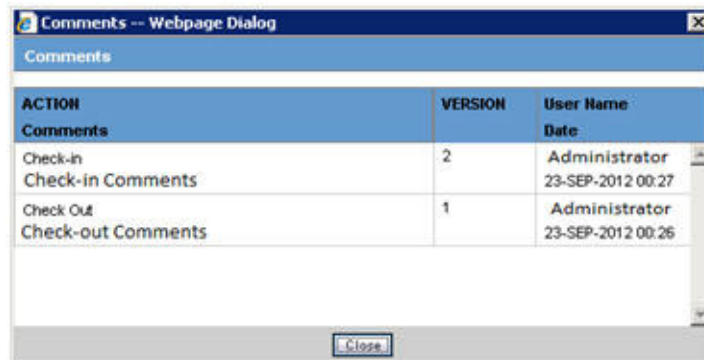 Comments -- Webpage Dialog
Comments
ACTION VERSION User Name
Comments Date
Check-in 2 Administrator
Check-in Comments 23-SEP-2012 00:27
Check Out 1 Administrator
Check-out Comments 23-SEP-2012 00:26
Close